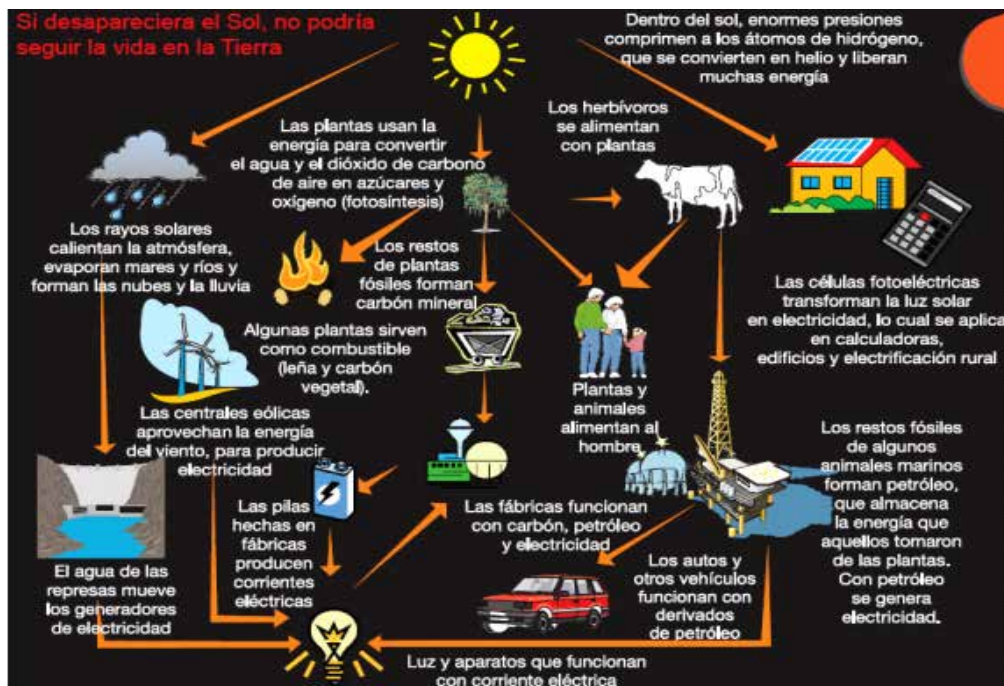 Si desapareciera el Sol, no podría
seguir la vida en la Tierra
Dentro del sol, enormes presiones
comprimen a los átomos de hidrógeno,
que se convierten en helio y liberan
muchas energía
Las plantas usan la
energía para convertir
el agua y el dióxido de carbono
de aire en azúcares y
oxígeno (fotosíntesis)
Los herbívoros
se alimentan
con plantas
Los rayos solares
calientan la atmósfera,
evaporan mares y ríos y
forman las nubes y la lluvia
Los restos
de plantas
fósiles forman
carbón mineral
Las células fotoeléctricas
transforman la luz solar
en electricidad, lo cual se aplica
en calculadoras,
edificios y electrificación rural
Algunas plantas sirven
como combustible
(leña y carbón
vegetal).
Plantas y
animales
alimentan al
hombre
Las centrales eólicas
aprovechan la energía
del viento, para producir
electricidad
Los restos fósiles
de algunos
animales marinos
forman petróleo,
que almacena
la energía que
aquellos tomaron
de las plantas.
Con petróleo
se genera
electricidad.
Las pilas
hechas en
fábricas
producen
corrientes
eléctricas
Las fábricas funcionan
con carbón, petróleo
y electricidad
El agua de las
represas mueve
los generadores
de electricidad
Los autos y
otros vehículos
funcionan con
derivados
de petróleo
Luz y aparatos que funcionan
con corriente eléctrica